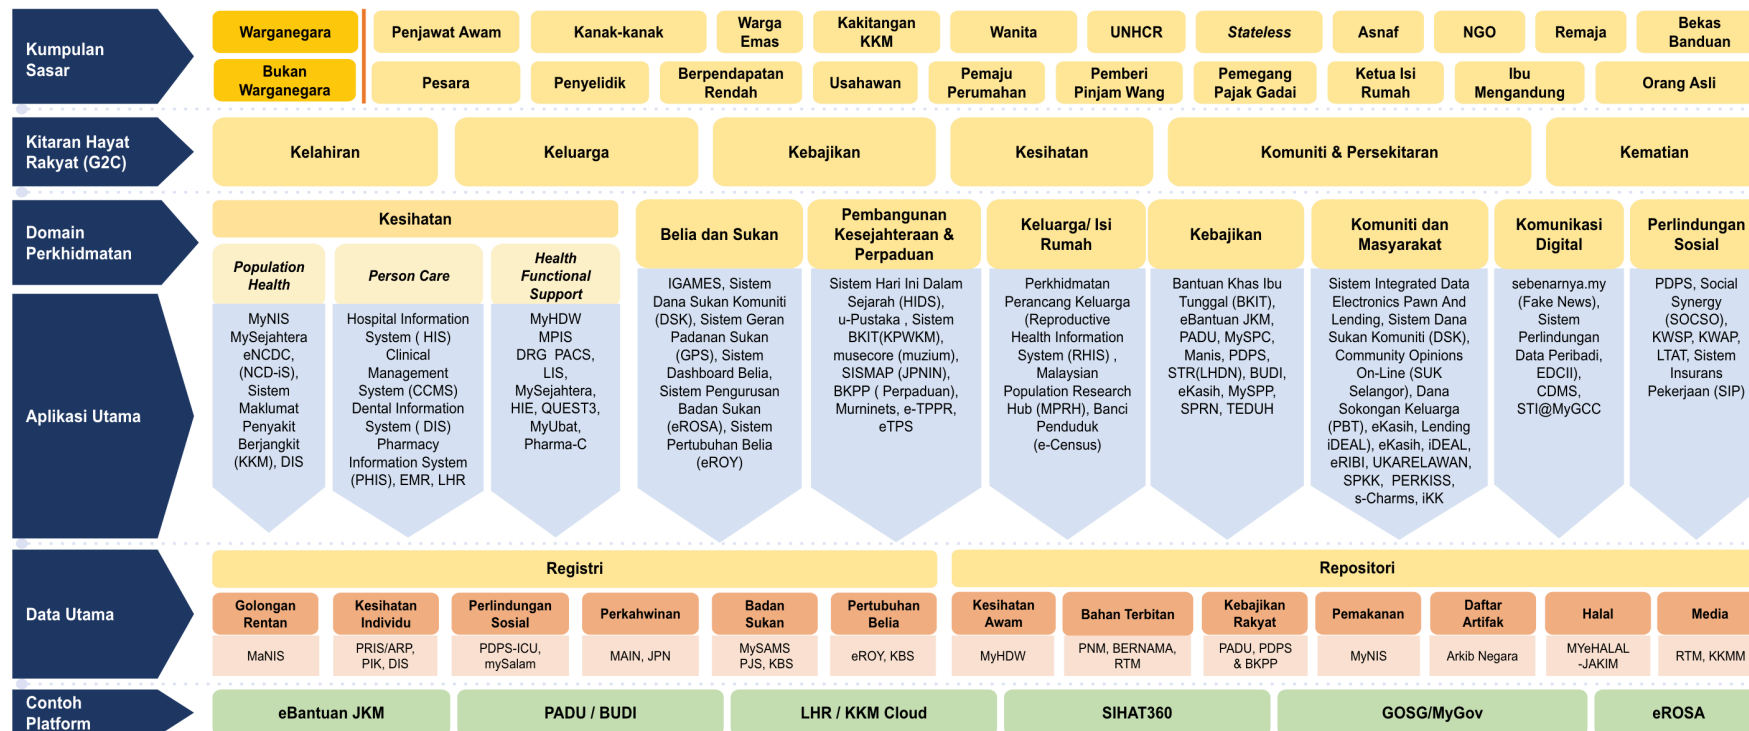 Kumpulan
Sasar
Warganegara
Bukan
Warganegara
Penjawat Awam
Kanak-kanak
Warga
Emas
Kakitangan
KKM
Wanita
UNHCR
Stateless
Asnaf
NGO
Remaja
Bekas
Banduan
Pesara
Penyelidik
Berpendapatan
Rendah
Usahawan
Pemaju
Perumahan
Pemberi
Pinjam Wang
Pemegang
Pajak Gadai
Ketua Isi
Rumah
Ibu
Mengandung
Orang Asli
Kitaran Hayat
Rakyat (G2C)
Kelahiran
Keluarga
Kebajikan
Kesihatan
Komuniti & Persekitaran
Kematian
Domain
Perkhidmatan
Kesihatan
Population
Health
Person Care
Health
Functional
Support
Belia dan Sukan
Pembangunan
Kesejahteraan &
Perpaduan
Keluarga/ Isi
Rumah
Kebajikan
Komuniti dan
Masyarakat
Komunikasi
Digital
Perlindungan
Sosial
Aplikasi Utama
MyNIS
MySejahtera
eNCDC,
(NCD-iS),
Sistem
Maklumat
Penyakit
Berjangkit
(KKM), DIS
Hospital Information
System ( HIS)
Clinical
Management
System (CCMS)
Dental Information
System ( DIS)
Pharmacy
Information System
(PHIS), EMR, LHR
MyHDW
MPIS
DRG PACS,
LIS,
MySejahtera,
HIE, QUEST3,
MyUbat,
Pharma-C
IGAMES, Sistem
Dana Sukan Komuniti
(DSK), Sistem Geran
Padanan Sukan
(GPS), Sistem
Dashboard Belia,
Sistem Pengurusan
Badan Sukan
(eROSA), Sistem
Pertubuhan Belia
(eROY)
Sistem Hari Ini Dalam
Sejarah (HIDS),
u-Pustaka , Sistem
BKIT(KPWKM),
musecore (muzium),
SISMAP (JPNIN),
BKPP ( Perpaduan),
Murninets, e-TPPR,
eTPS
Perkhidmatan
Perancang Keluarga
(Reproductive
Health Information
System (RHIS) ,
Malaysian
Population Research
Hub (MPRH), Banci
Penduduk
(e-Census)
Bantuan Khas Ibu
Tunggal (BKIT),
eBantuan JKM,
PADU, MySPC,
Manis, PDPS,
STR(LHDN), BUDI,
eKasih, MySPP,
SPRN, TEDUH
Sistem Integrated Data
Electronics Pawn And
Lending, Sistem Dana
Sukan Komuniti (DSK),
Community Opinions
On-Line (SUK
Selangor), Dana
Sokongan Keluarga
(PBT), eKasih, Lending
iDEAL), eKasih, iDEAL,
eRIBI, UKARELAWAN,
SPKK, PERKISS,
s-Charms, iKK
sebenarnya.my
(Fake News),
Sistem
Perlindungan
Data Peribadi,
EDCII),
CDMS,
STI@MyGCC
PDPS, Social
Synergy
(SOCSO),
KWSP, KWAP,
LTAT, Sistem
Insurans
Pekerjaan (SIP)
Data Utama
Registri
Repositori
Golongan
Rentan
MaNIS
Kesihatan
Individu
PRIS/ARP,
PIK, DIS
Perlindungan
Sosial
PDPS-ICU,
mySalam
Perkahwinan
MAIN, JPN
Badan
Sukan
MySAMS
PJS, KBS
Pertubuhan
Belia
eROY, KBS
Kesihatan
Awam
MyHDW
Bahan Terbitan
PNM, BERNAMA,
RTM
Kebajikan
Rakyat
PADU, PDPS
& BKPP
Pemakanan
MyNIS
Daftar
Artifak
Arkib Negara
Halal
MYeHALAL
-JAKIM
Media
RTM, KKMM
Contoh
Platform
eBantuan JKM
PADU / BUDI
LHR / KKM Cloud
SIHAT360
GOSG/MyGov
eROSA